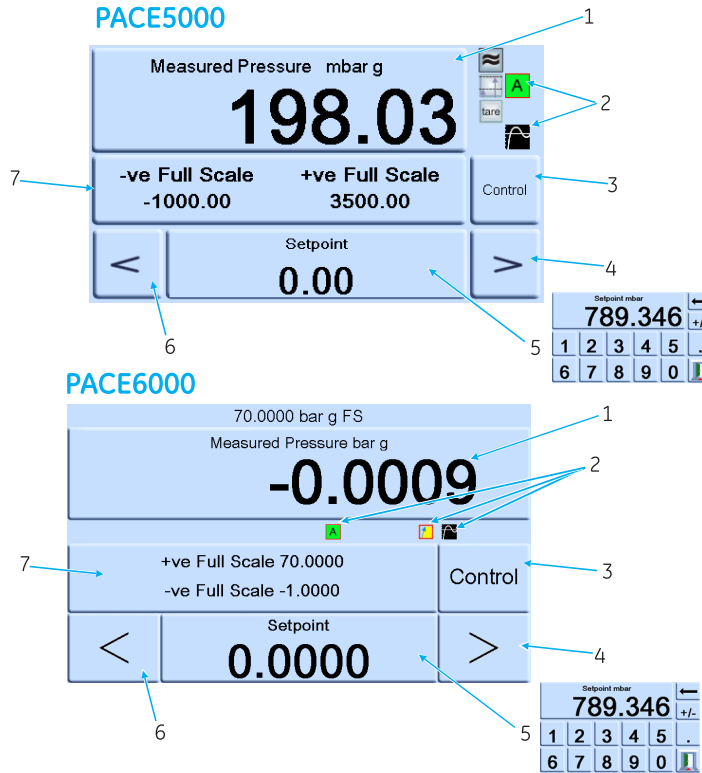 PACE5000
1
Measured Pressure mbar g
198.03
A
tare
2
7
-ve Full Scale +ve Full Scale
-1000.00 3500.00
Control
3
<
Setpoint
0.00
>
4
6
5
Setpoint mbar
789.346
+/
1 2 3 4 5 .
6 7 8 9 0
PACE6000
70.0000 bar g FS
1
Measured Pressure bar g
-0.0009
2
A
7
+ve Full Scale 70.0000
-ve Full Scale -1.0000
Control
3
<
Setpoint
0.0000
>
4
6
5
Setpoint mbar
789.346
+/-
1 2 3 4 5 .
6 7 8 9 0